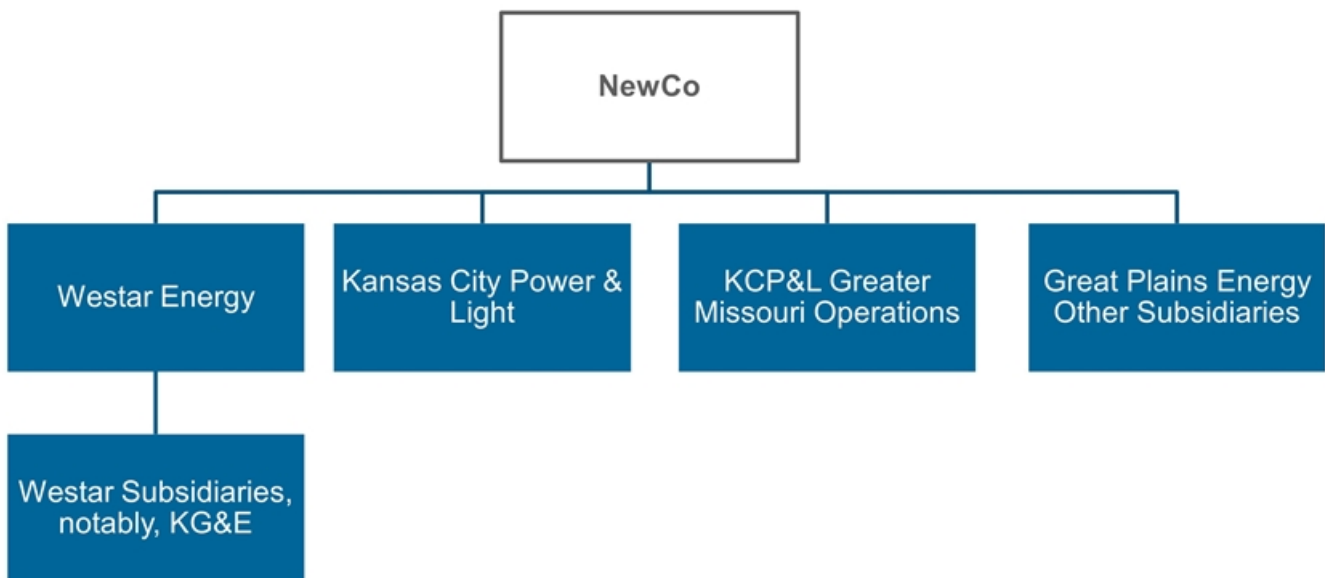 NewCo
Westar Energy
Kansas City Power &
Light
KCP&L Greater
Missouri Operations
Great Plains Energy
Other Subsidiaries
Westar Subsidiaries,
notably, KG&E